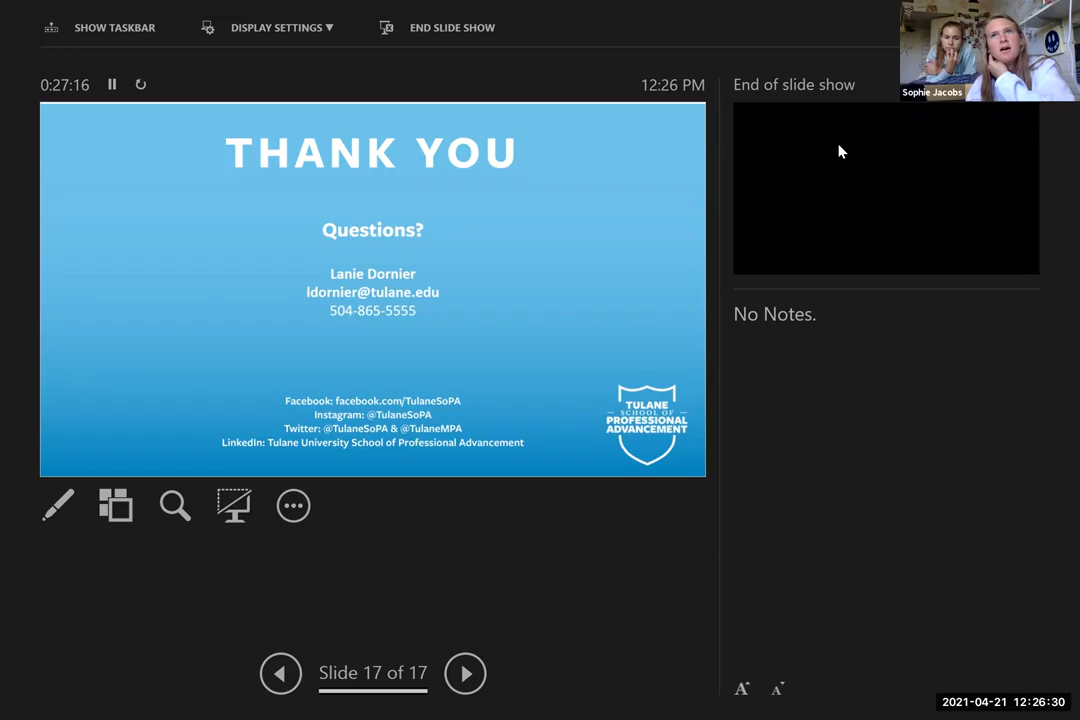 SHOW TASKBAR
DISPLAY SETTINGS ▼
END SLIDE SHOW
0:27:16
12:26 PM
End of slide show
Sophie Jacobs
THANK YOU
Questions?
Lanie Dornier
ldornier@tulane.edu
504-865-5555
Facebook: facebook.com/TulaneSoPA
Instagram: @TulaneSoPA
Twitter: @TulaneSoPA & @TulaneMPA
LinkedIn: Tulane University School of Professional Advancement
TULANE
SCHOOL OF
PROFESSIONAL
ADVANCEMENT
No Notes.
Slide 17 of 17
A A
2021-04-21 12:26:30